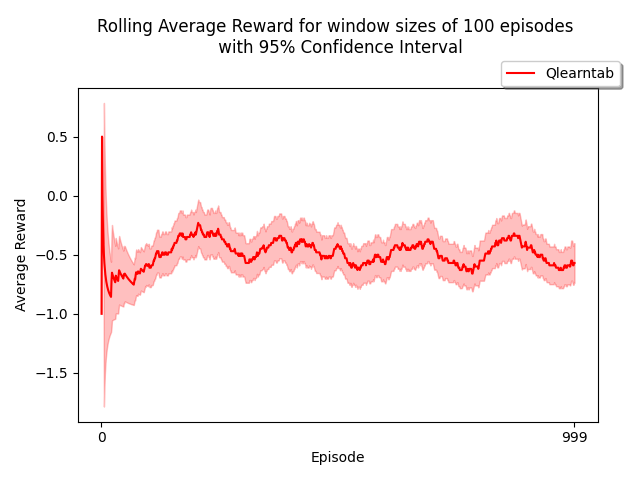 Rolling Average Reward for window sizes of 100 episodes
with 95% Confidence Interval
Qlearntab
0.5
0.0
−0.5
−1.0
−1.5
Average Reward
0
999
Episode